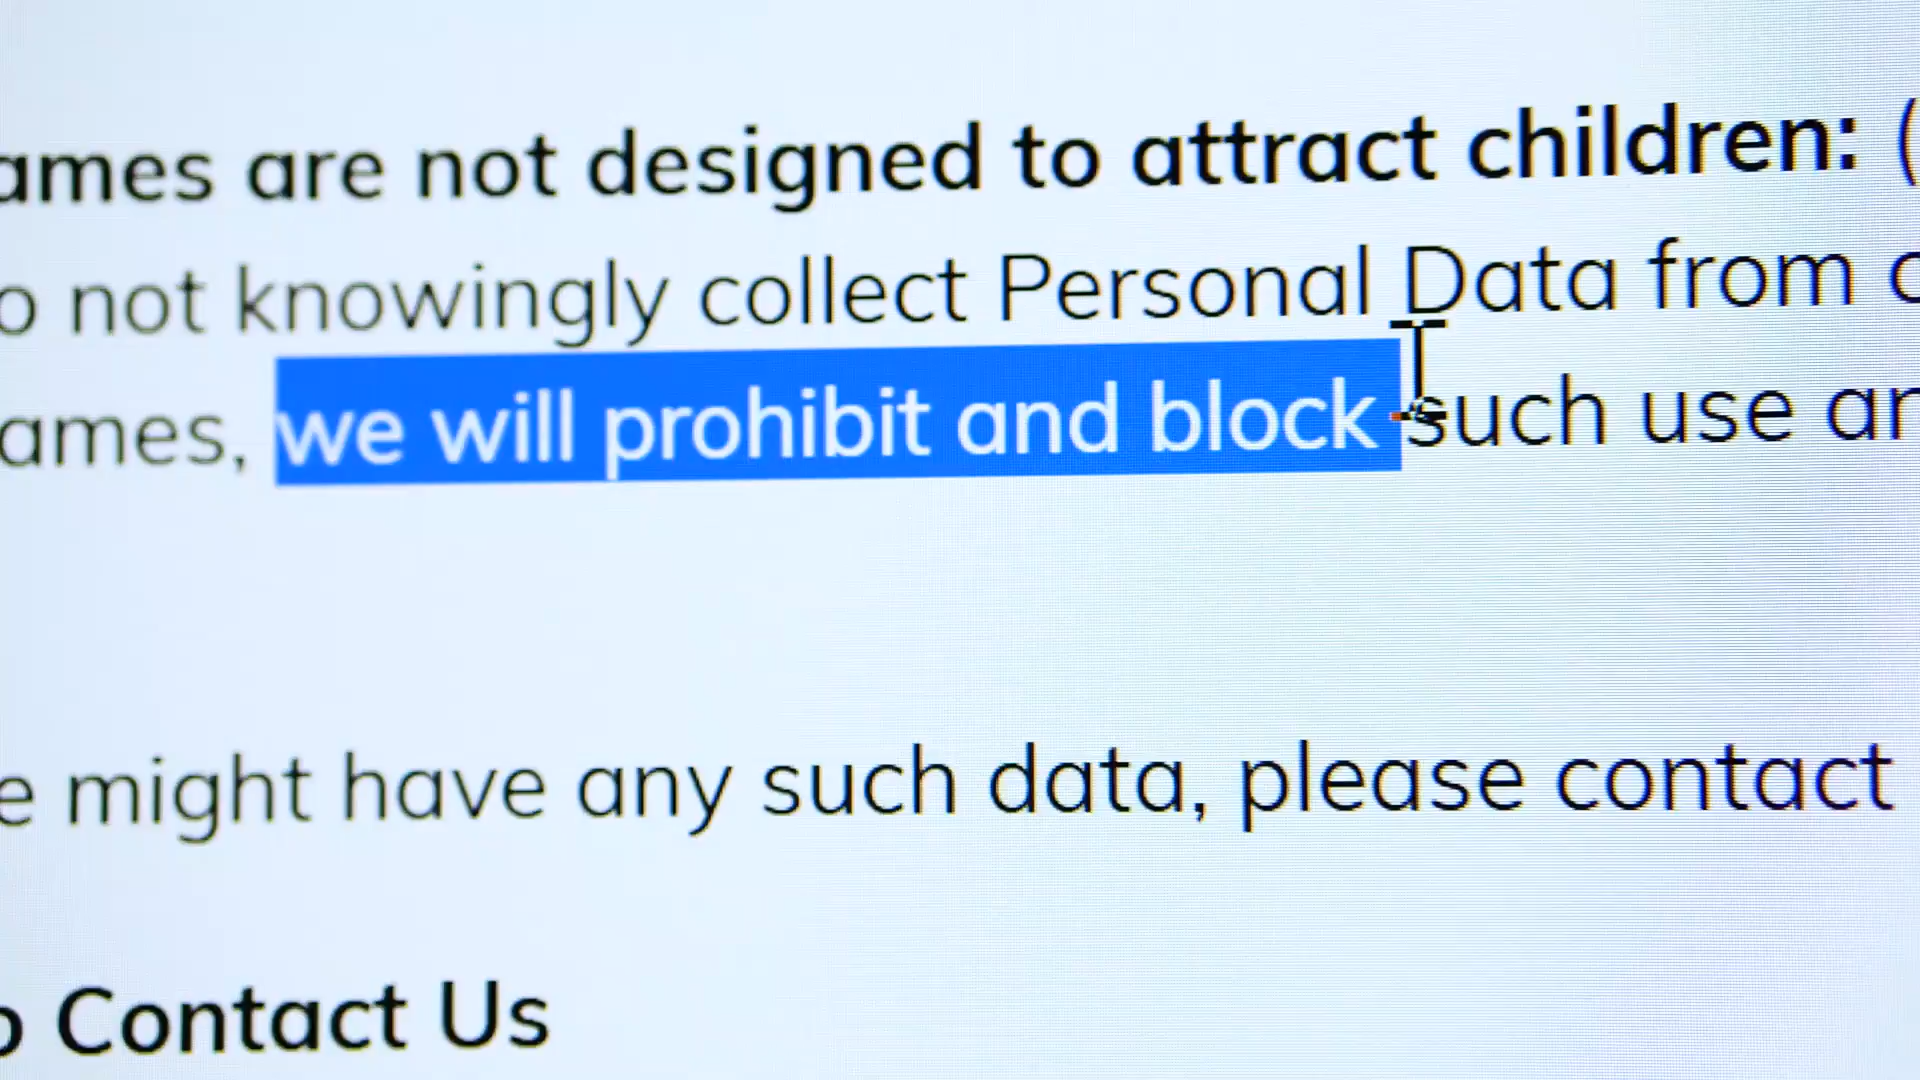 ames are not designed to attract children: (
o not knowingly collect Personal Data from c
ames, we will prohibit and block such use an
e might have any such data, please contact
o Contact Us